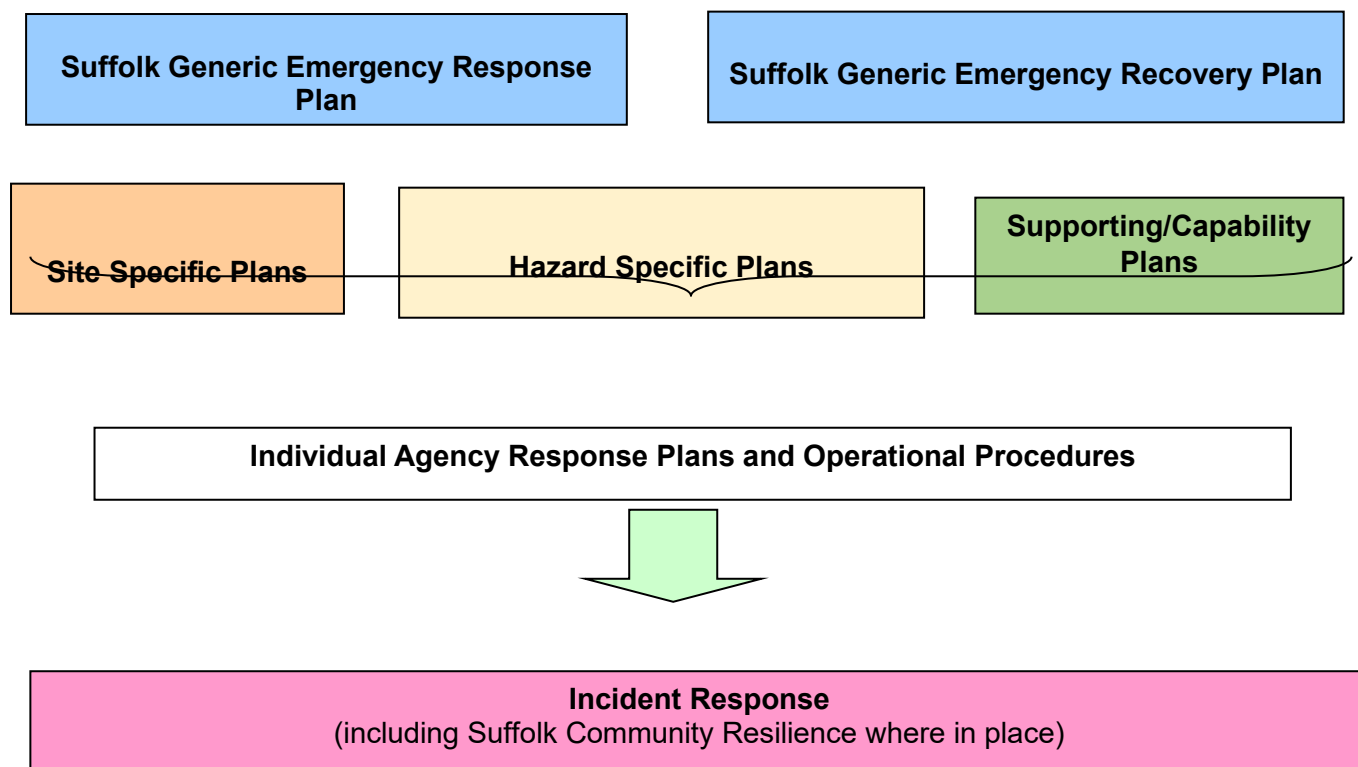 Suffolk Generic Emergency Response
Plan
Suffolk Generic Emergency Recovery Plan
Site Specific Plans
Hazard Specific Plans
Supporting/Capability
Plans
Individual Agency Response Plans and Operational Procedures
Incident Response
(including Suffolk Community Resilience where in place)